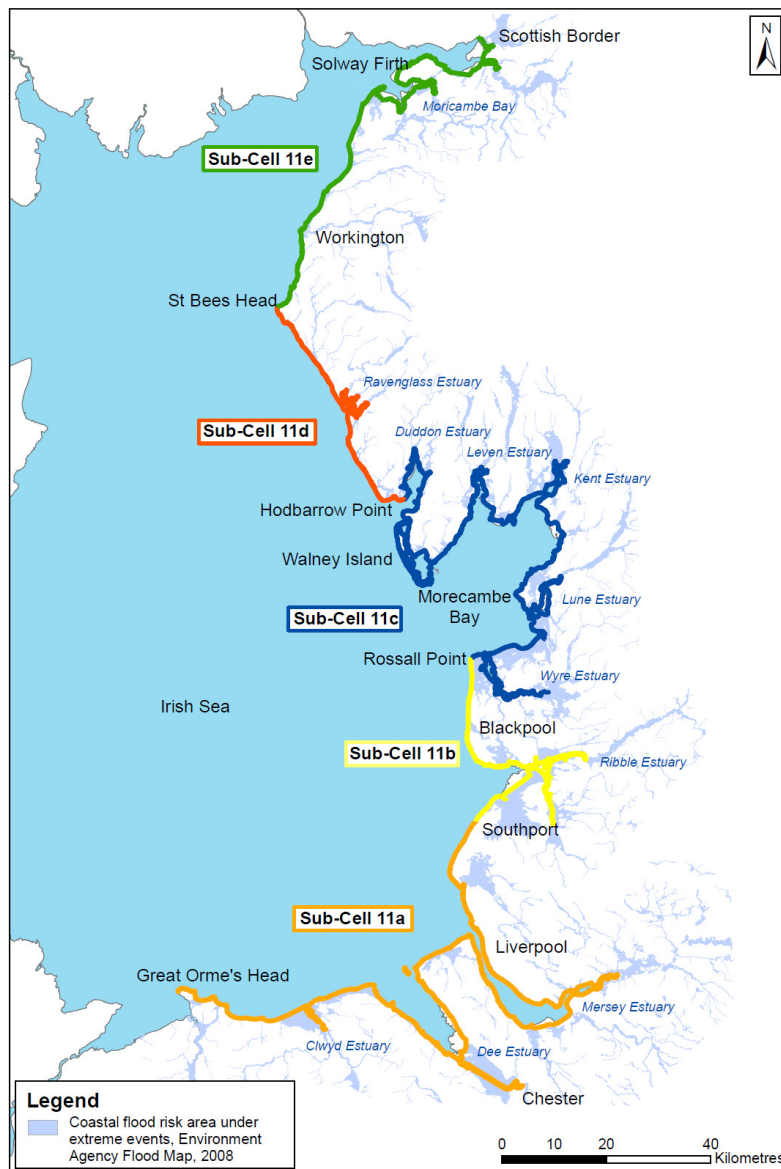 N
Scottish Border
Solway Firth
Moricambe Bay
Sub-Cell 11e
Workington
St Bees Head
Ravenglass Estuary
Sub-Cell 11d
Duddon Estuary
Leven Estuary
Kent Estuary
Hodbarrow Point
Walney Island
Morecambe
Bay
Lune Estuary
Sub-Cell 11c
Rossall Point
Wyre Estuary
Irish Sea
Blackpool
Sub-Cell 11b
Ribble Estuary
Southport
Sub-Cell 11a
Liverpool
Great Orme's Head
Mersey Estuary
Clwyd Estuary
Dee Estuary
Chester
Legend
Coastal flood risk area under
extreme events, Environment
Agency Flood Map, 2008
0 10 20 40
Kilometres